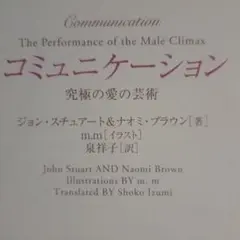 Communication
The Performance of the Male Climax
コミュニケーション
究極の愛の芸術
ジョン・スチュアート＆ナオミ・ブラウン［著］
m.m［イラスト］
泉祥子［訳］
John Stuart AND Naomi Brown
Illustrations BY m. m
Translated BY Shoko Izumi